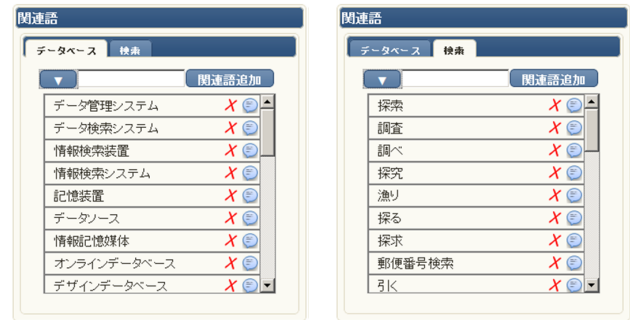 関連語
データベース 検索
▼ 関連語追加
データ管理システム
データ検索システム
情報検索装置
情報検索システム
記憶装置
データソース
情報記憶媒体
オンラインデータベース
デザインデータベース
関連語
データベース 検索
▼ 関連語追加
探索
調査
調べ
探究
漁り
探る
探求
郵便番号検索
引く